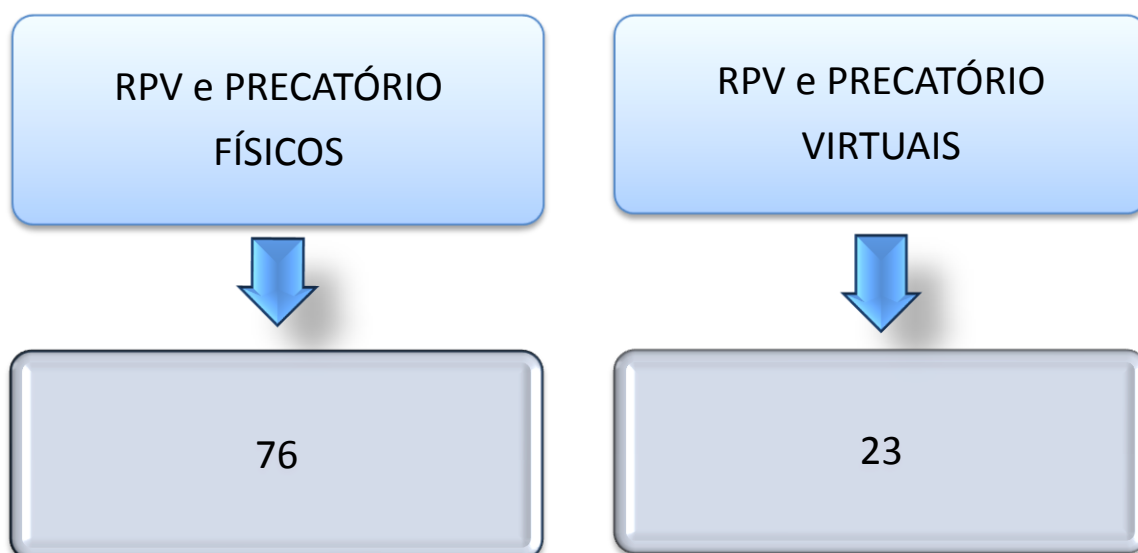 RPV e PRECATÓRIO
FÍSICOS
76
RPV e PRECATÓRIO
VIRTUAIS
23